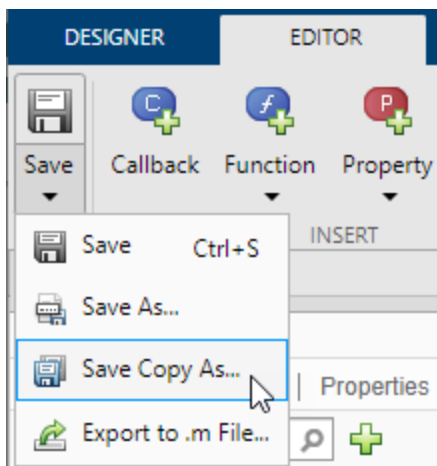 DESIGNER EDITOR
C f P
Save Callback Function Property
INSERT
Save Ctrl+S
Save As...
Save Copy As...
| Properties
Export to .m File...